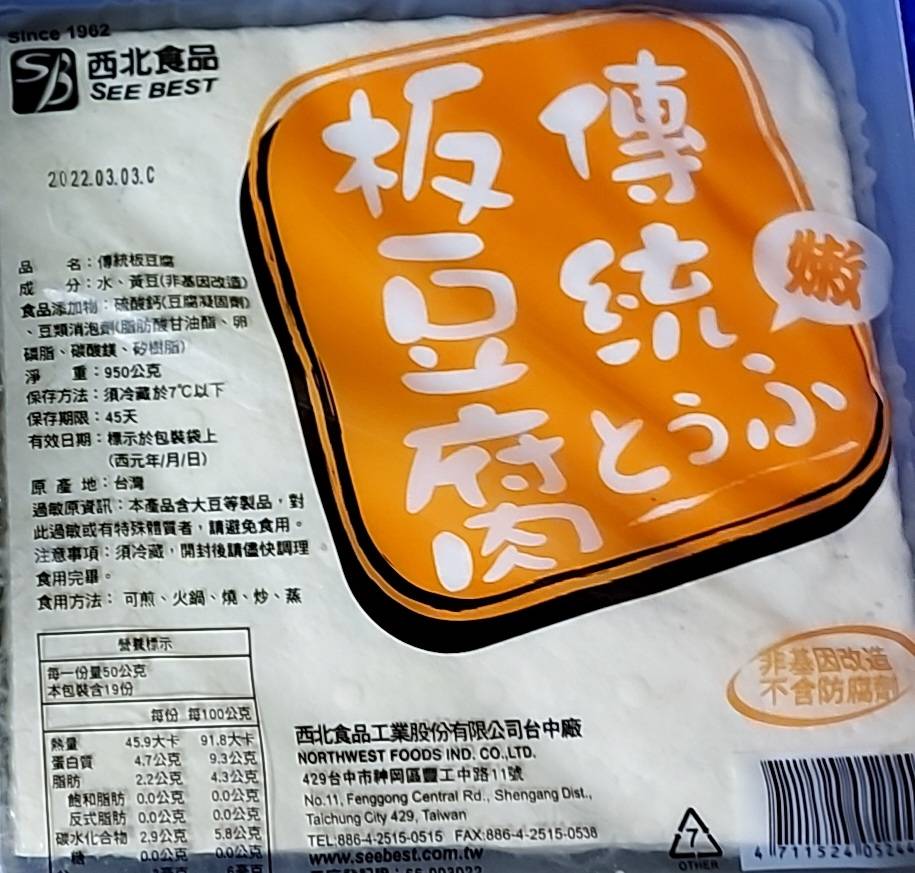 Since 1962
SB 西北食品
SEE BEST
2022.03.03.C
傳統
板豆腐
とうふ
嫩
品　　名：傳統板豆腐
成　　分：水、黃豆(非基因改造)
食品添加物：硫酸鈣(豆腐凝固劑)
、豆類消泡劑(脂肪酸甘油酯、卵
磷脂、碳酸鎂、矽樹脂)
淨　　重：950公克
保存方法：須冷藏於7℃以下
保存期限：45天
有效日期：標示於包裝袋上
(西元年/月/日)
原 產 地：台灣
過敏原資訊：本產品含大豆等製品，對
此過敏或有特殊體質者，請避免食用。
注意事項：須冷藏，開封後請儘快調理
食用完畢。
食用方法：可煎、火鍋、燒、炒、蒸
營養標示
每一份量50公克
本包裝含19份
每份 每100公克
熱量 45.9大卡 91.8大卡
蛋白質 4.7公克 9.3公克
脂肪 2.2公克 4.3公克
飽和脂肪 0.0公克 0.0公克
反式脂肪 0.0公克 0.0公克
碳水化合物 2.9公克 5.8公克
糖 0.0公克 0.0公克
非基因改造
不含防腐劑
西北食品工業股份有限公司台中廠
NORTHWEST FOODS IND. CO.,LTD.
429台中市神岡區豐工中路11號
No.11, Fenggong Central Rd., Shengang Dist.,
Taichung City 429, Taiwan
TEL:886-4-2515-0515 FAX:886-4-2515-0538
www.seebest.com.tw
7
OTHER
4 711524